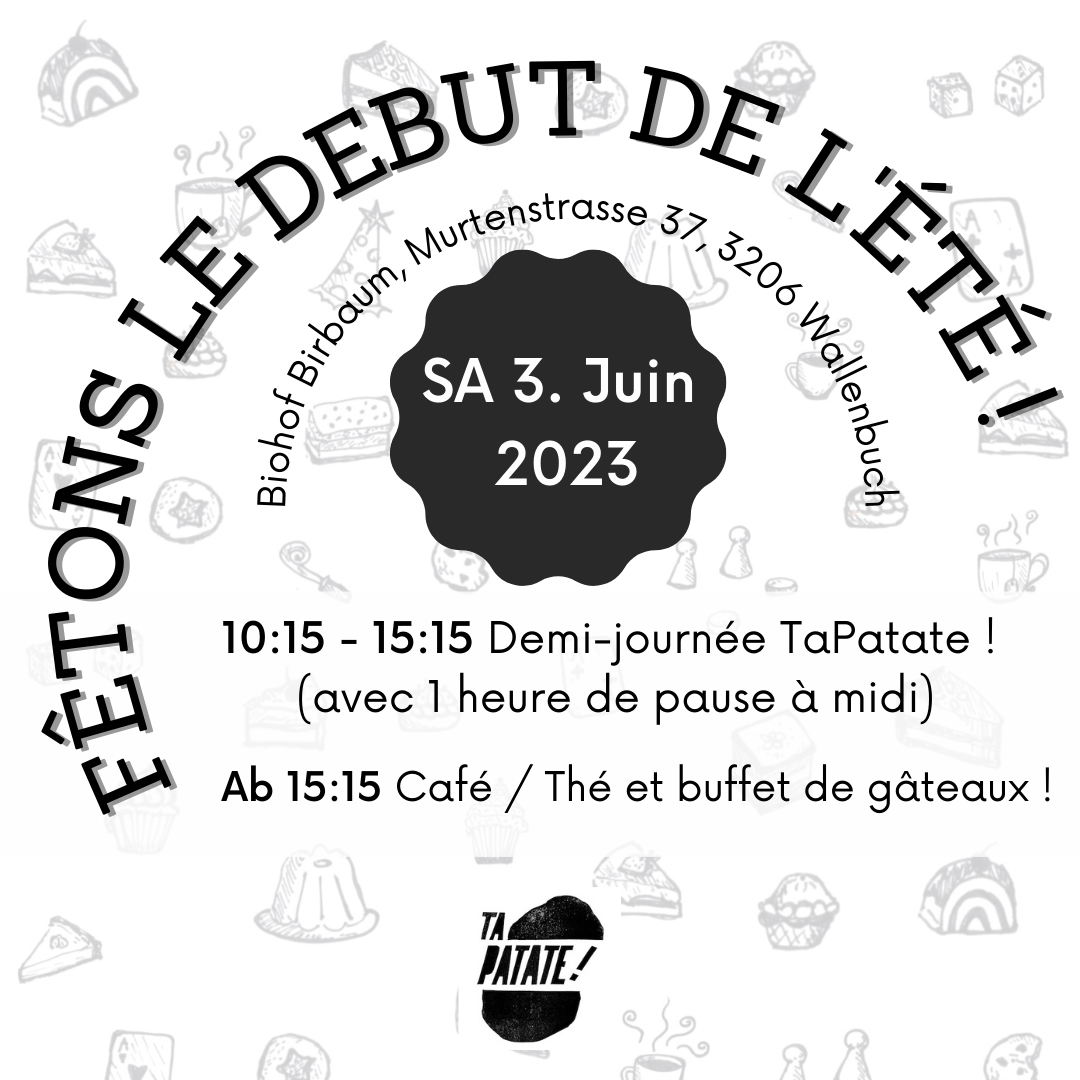 FÊTONS LE DEBUT DE L'ÉTÉ !
Biohof Birbaum, Murtenstrasse 37, 3206 Wallenbuch
SA 3. Juin
2023
10:15 - 15:15 Demi-journée TaPatate !
(avec 1 heure de pause à midi)
Ab 15:15 Café / Thé et buffet de gâteaux !
TA
PATATE !